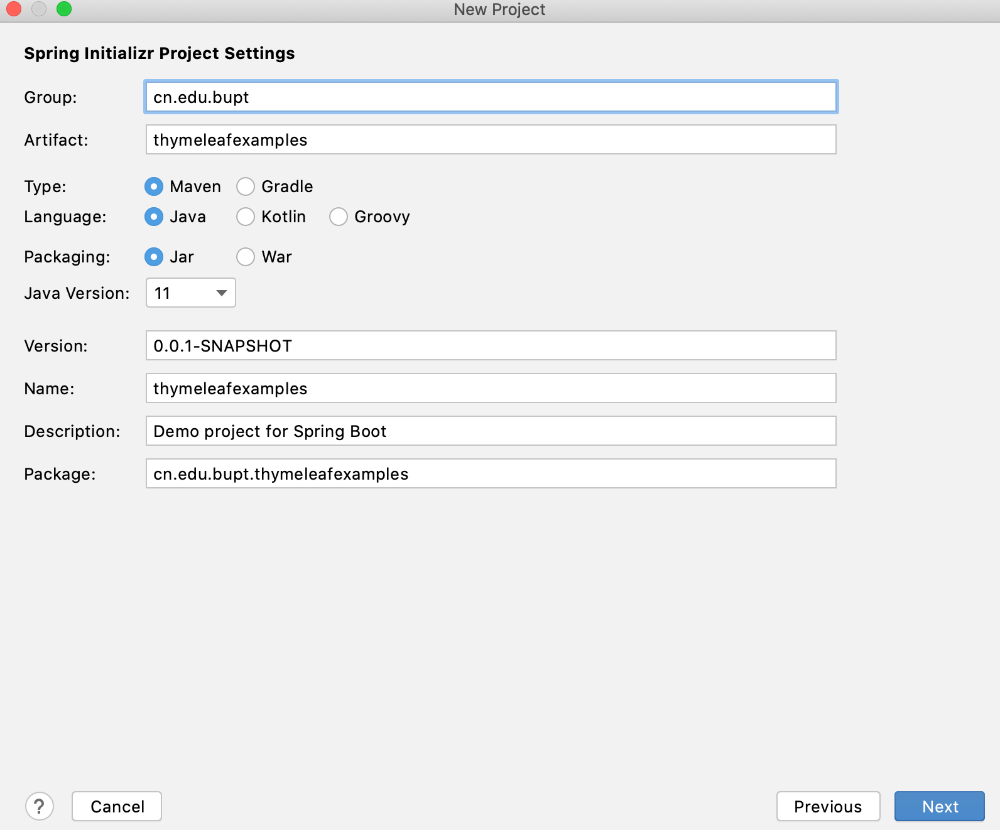 New Project
Spring Initializr Project Settings
Group: cn.edu.bupt
Artifact: thymeleafexamples
Type: Maven Gradle
Language: Java Kotlin Groovy
Packaging: Jar War
Java Version: 11
Version: 0.0.1-SNAPSHOT
Name: thymeleafexamples
Description: Demo project for Spring Boot
Package: cn.edu.bupt.thymeleafexamples
? Cancel Previous Next